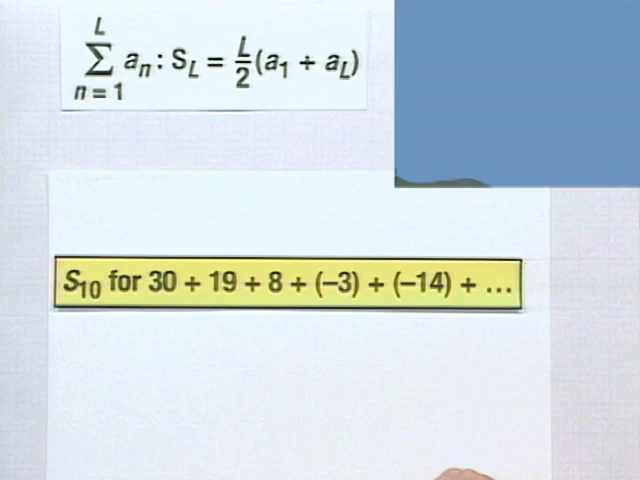 L
∑ aₙ : S_L = L/2 (a₁ + a_L)
n = 1
S₁₀ for 30 + 19 + 8 + (−3) + (−14) + ...